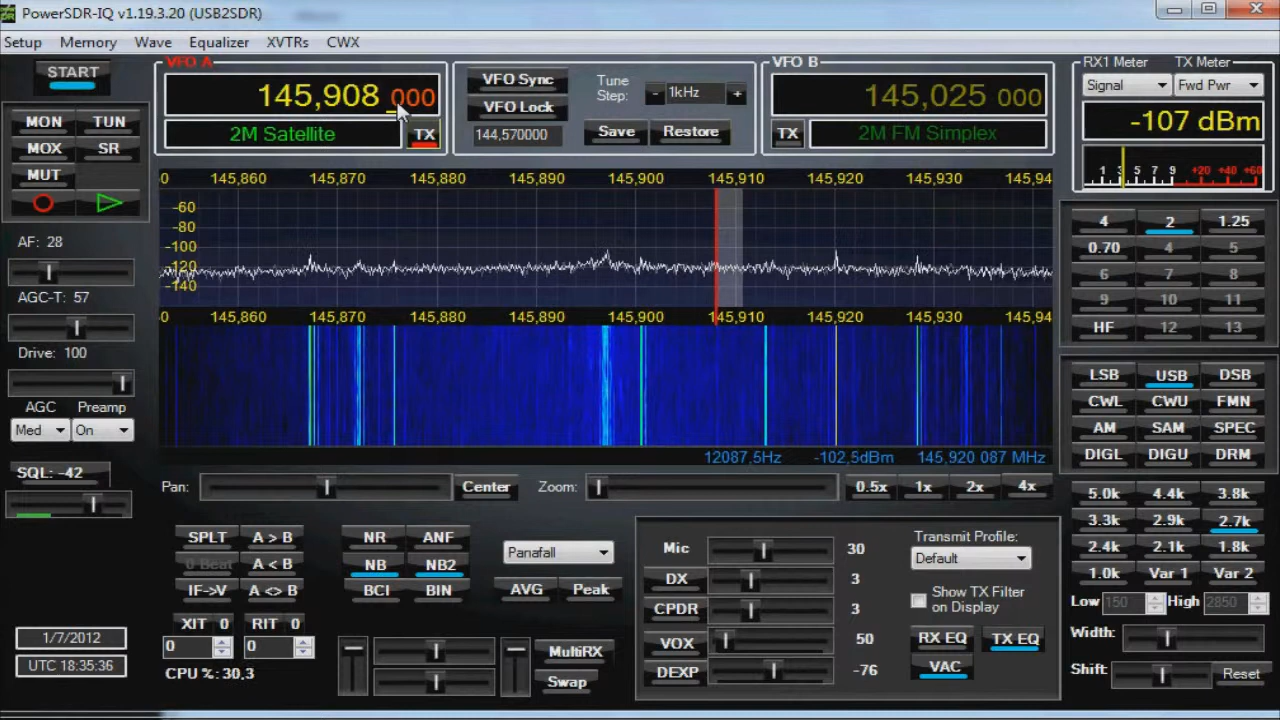 PowerSDR-IQ v1.19.3.20 (USB2SDR)
Setup Memory Wave Equalizer XVTRs CWX
START
VFO A
145,908 000
2M Satellite TX
VFO Sync
VFO Lock
144,570000
Tune
Step: - 1kHz +
Save Restore
VFO B
145,025 000
TX 2M FM Simplex
RX1 Meter TX Meter
Signal Fwd Pwr
-107 dBm
1 3 5 7 9 +20 +40 +60
MON TUN
MOX SR
MUT
AF: 28
AGC-T: 57
Drive: 100
AGC Preamp
Med On
SQL: -42
0 145,860 145,870 145,880 145,890 145,900 145,910 145,920 145,930 145,94
-60
-80
-100
-120
-140
0 145,860 145,870 145,880 145,890 145,900 145,910 145,920 145,930 145,94
12087,5Hz -102,5dBm 145,920 087 MHz
Pan: Center Zoom: 0.5x 1x 2x 4x
4 2 1.25
0.70 4 5
6 7 8
9 10 11
HF 12 13
LSB USB DSB
CWL CWU FMN
AM SAM SPEC
DIGL DIGU DRM
5.0k 4.4k 3.8k
3.3k 2.9k 2.7k
2.4k 2.1k 1.8k
1.0k Var 1 Var 2
Low 150 High 2850
Width:
Shift: Reset
SPLT A > B
0 Beat A < B
IF->V A <> B
XIT 0 RIT 0
0 0
CPU %: 30,3
1/7/2012
UTC 18:35:36
NR ANF
NB NB2
BCI BIN
Panafall
AVG Peak
MultiRX
Swap
Mic 30
DX 3
CPDR 3
VOX 50
DEXP -76
Transmit Profile:
Default
Show TX Filter
on Display
RX EQ TX EQ
VAC